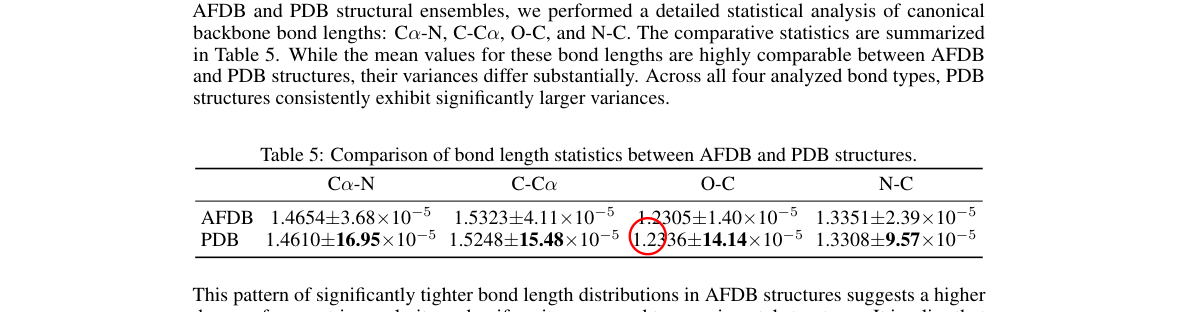 AFDB and PDB structural ensembles, we performed a detailed statistical analysis of canonical
backbone bond lengths: Cα-N, C-Cα, O-C, and N-C. The comparative statistics are summarized
in Table 5. While the mean values for these bond lengths are highly comparable between AFDB
and PDB structures, their variances differ substantially. Across all four analyzed bond types, PDB
structures consistently exhibit significantly larger variances.
Table 5: Comparison of bond length statistics between AFDB and PDB structures.
Cα-N C-Cα O-C N-C
AFDB 1.4654±3.68×10⁻⁵ 1.5323±4.11×10⁻⁵ 1.2305±1.40×10⁻⁵ 1.3351±2.39×10⁻⁵
PDB 1.4610±16.95×10⁻⁵ 1.5248±15.48×10⁻⁵ 1.2336±14.14×10⁻⁵ 1.3308±9.57×10⁻⁵
This pattern of significantly tighter bond length distributions in AFDB structures suggests a higher